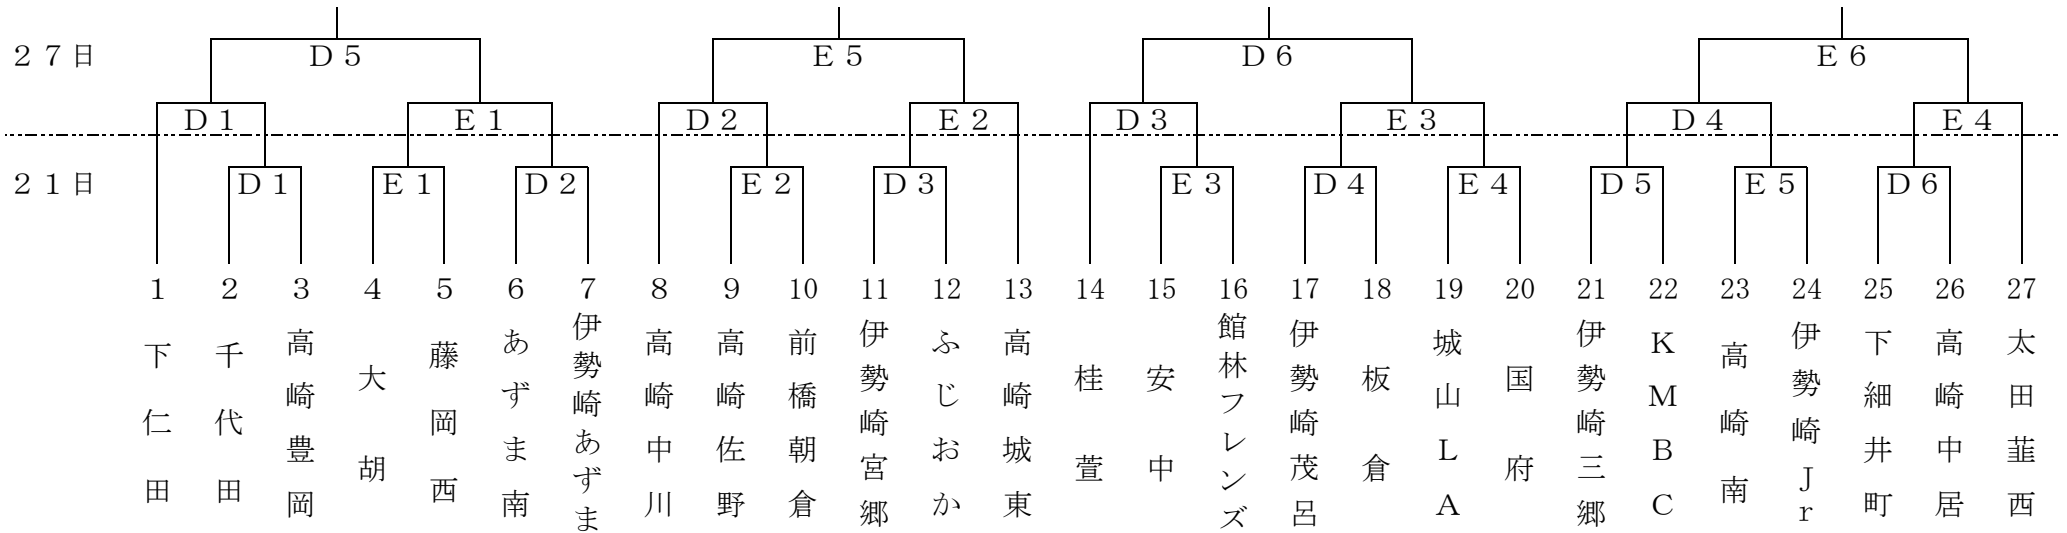 ２７日
Ｄ５ Ｅ５ Ｄ６ Ｅ６
Ｄ１ Ｅ１ Ｄ２ Ｅ２ Ｄ３ Ｅ３ Ｄ４ Ｅ４
２１日
Ｄ１ Ｅ１ Ｄ２ Ｅ２ Ｄ３ Ｅ３ Ｄ４ Ｅ４ Ｄ５ Ｅ５ Ｄ６
1 2 3 4 5 6 7 8 9 10 11 12 13 14 15 16 17 18 19 20 21 22 23 24 25 26 27
下仁田
千代田
高崎豊岡
大胡
藤岡西
あずま南
伊勢崎あずま
高崎中川
高崎佐野
前橋朝倉
伊勢崎宮郷
ふじおか
高崎城東
桂萱
安中
館林フレンズ
伊勢崎茂呂
板倉
城山ＬＡ
国府
伊勢崎三郷
ＫＭＢＣ
高崎南
伊勢崎Ｊｒ
下細井町
高崎中居
太田韮西